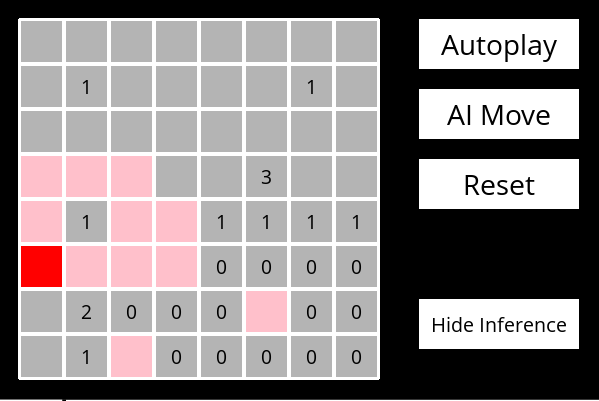 Autoplay
1 1
AI Move
3
Reset
1 1 1 1 1
0 0 0 0
2 0 0 0 0 0
Hide Inference
1 0 0 0 0 0